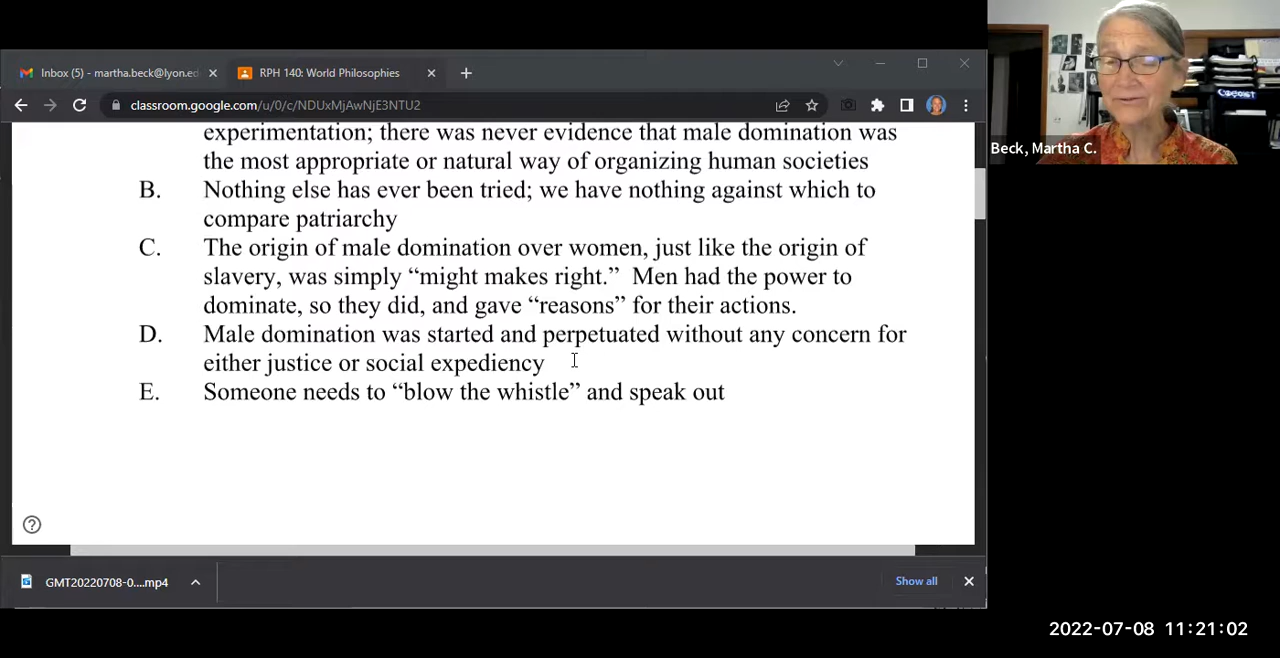 Inbox (5) - martha.beck@lyon.ed
RPH 140: World Philosophies
classroom.google.com/u/0/c/NDUxMjAwNjE3NTU2
experimentation; there was never evidence that male domination was
the most appropriate or natural way of organizing human societies
B. Nothing else has ever been tried; we have nothing against which to
compare patriarchy
C. The origin of male domination over women, just like the origin of
slavery, was simply “might makes right.” Men had the power to
dominate, so they did, and gave “reasons” for their actions.
D. Male domination was started and perpetuated without any concern for
either justice or social expediency
E. Someone needs to “blow the whistle” and speak out
Beck, Martha C.
GMT20220708-0....mp4
Show all
2022-07-08 11:21:02